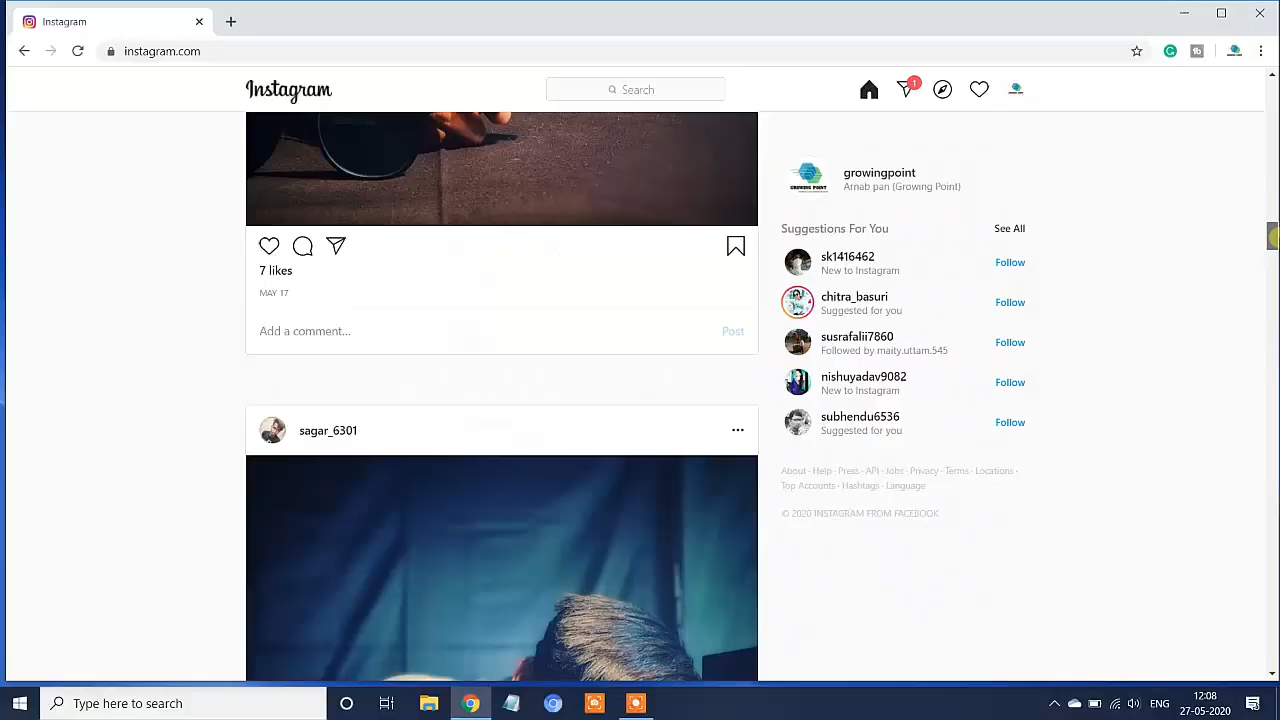 Instagram
instagram.com
Instagram
Search
1
growingpoint
Arnab pan (Growing Point)
GROWING POINT
Suggestions For You
See All
sk1416462
New to Instagram
Follow
chitra_basuri
Suggested for you
Follow
susrafalii7860
Followed by maity.uttam.545
Follow
nishuyadav9082
New to Instagram
Follow
subhendu6536
Suggested for you
Follow
About · Help · Press · API · Jobs · Privacy · Terms · Locations ·
Top Accounts · Hashtags · Language
© 2020 INSTAGRAM FROM FACEBOOK
7 likes
MAY 17
Add a comment...
Post
sagar_6301
Type here to search
12:08
27-05-2020